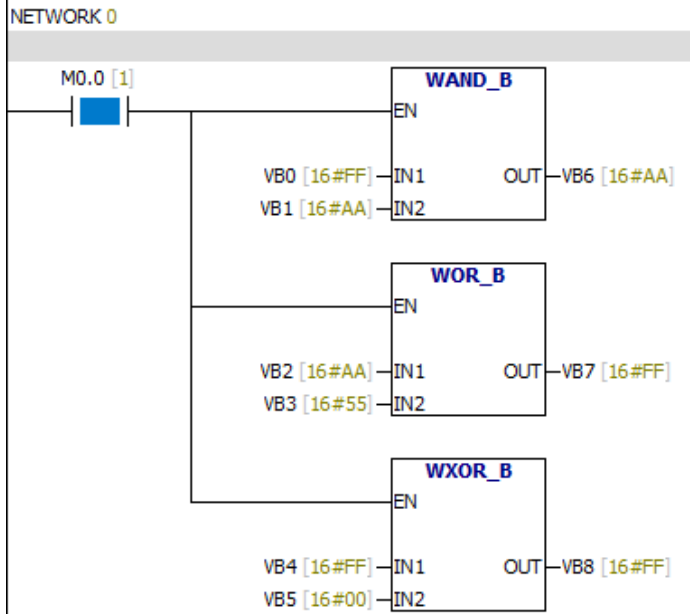 NETWORK 0
M0.0 [1]
WAND_B
EN
VB0 [16#FF] IN1 OUT VB6 [16#AA]
VB1 [16#AA] IN2
WOR_B
EN
VB2 [16#AA] IN1 OUT VB7 [16#FF]
VB3 [16#55] IN2
WXOR_B
EN
VB4 [16#FF] IN1 OUT VB8 [16#FF]
VB5 [16#00] IN2